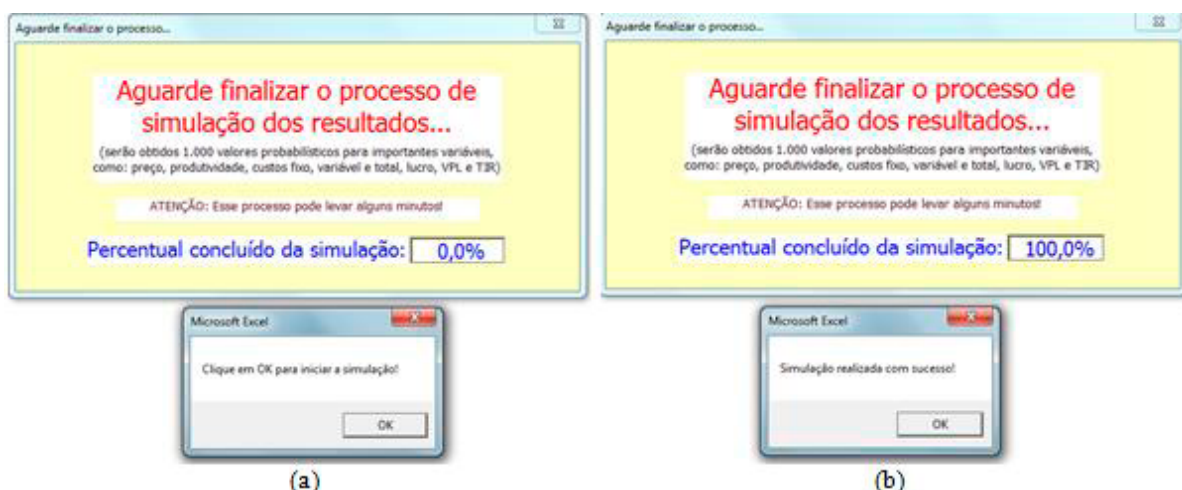 Aguarde finalizar o processo...
Aguarde finalizar o processo de
simulação dos resultados...
(serão obtidos 1.000 valores probabilísticos para importantes variáveis,
como: preço, produtividade, custos fixo, variável e total, lucro, VPL e TIR)
ATENÇÃO: Esse processo pode levar alguns minutos!
Percentual concluído da simulação: 0,0%
Microsoft Excel
Clique em OK para iniciar a simulação!
OK
(a)
Aguarde finalizar o processo...
Aguarde finalizar o processo de
simulação dos resultados...
(serão obtidos 1.000 valores probabilísticos para importantes variáveis,
como: preço, produtividade, custos fixo, variável e total, lucro, VPL e TIR)
ATENÇÃO: Esse processo pode levar alguns minutos!
Percentual concluído da simulação: 100,0%
Microsoft Excel
Simulação realizada com sucesso!
OK
(b)